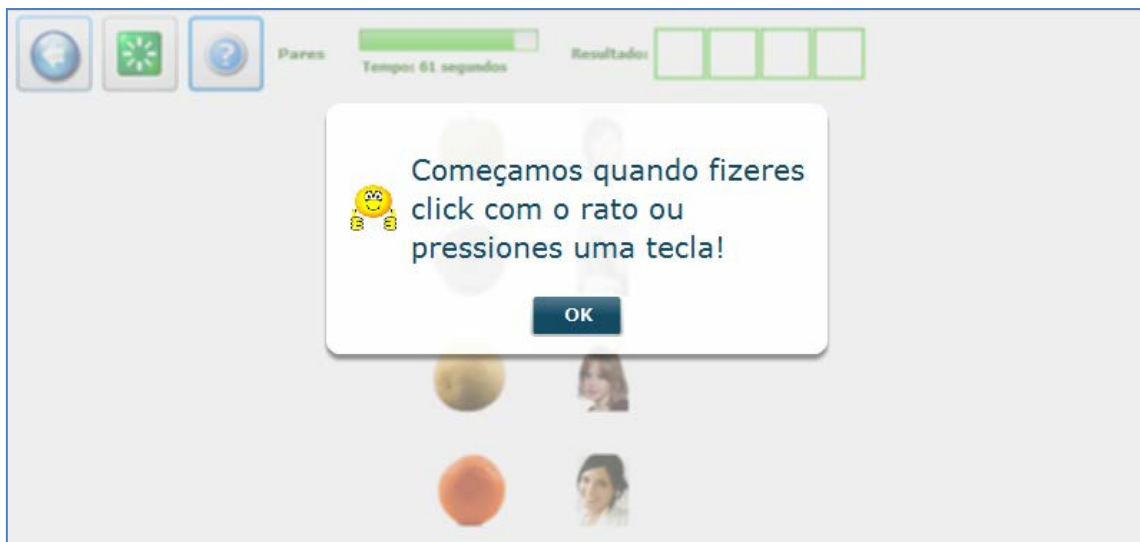 Pares
Tempo: 61 segundos
Resultado:
Começamos quando fizeres
click com o rato ou
pressiones uma tecla!
OK